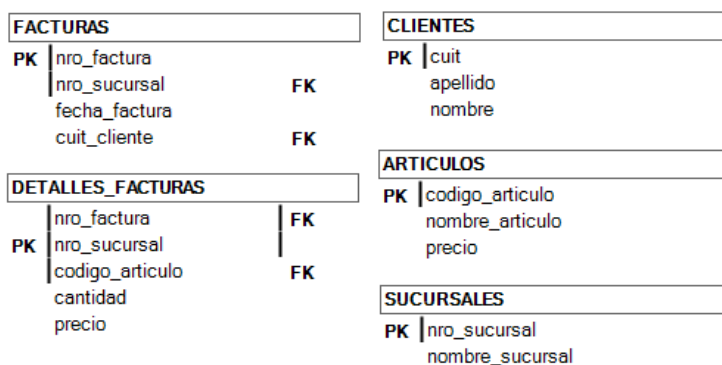 FACTURAS
PK nro_factura
nro_sucursal FK
fecha_factura
cuit_cliente FK
DETALLES_FACTURAS
nro_factura FK
PK nro_sucursal
codigo_articulo FK
cantidad
precio
CLIENTES
PK cuit
apellido
nombre
ARTICULOS
PK codigo_articulo
nombre_articulo
precio
SUCURSALES
PK nro_sucursal
nombre_sucursal